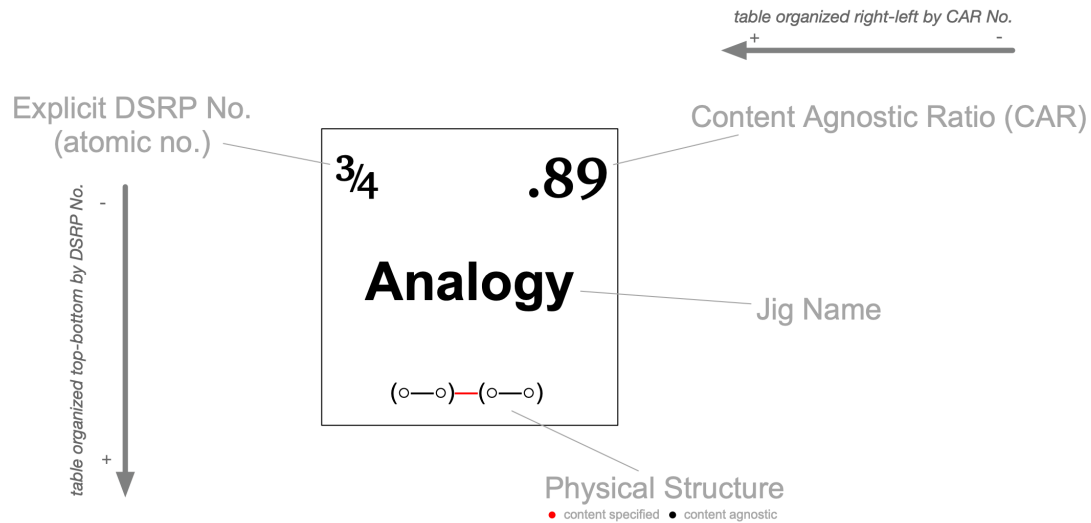 table organized right-left by CAR No.
+ -
Explicit DSRP No.
(atomic no.)
Content Agnostic Ratio (CAR)
¾ .89
table organized top-bottom by DSRP No.
-
+
Analogy
Jig Name
Physical Structure
content specified content agnostic